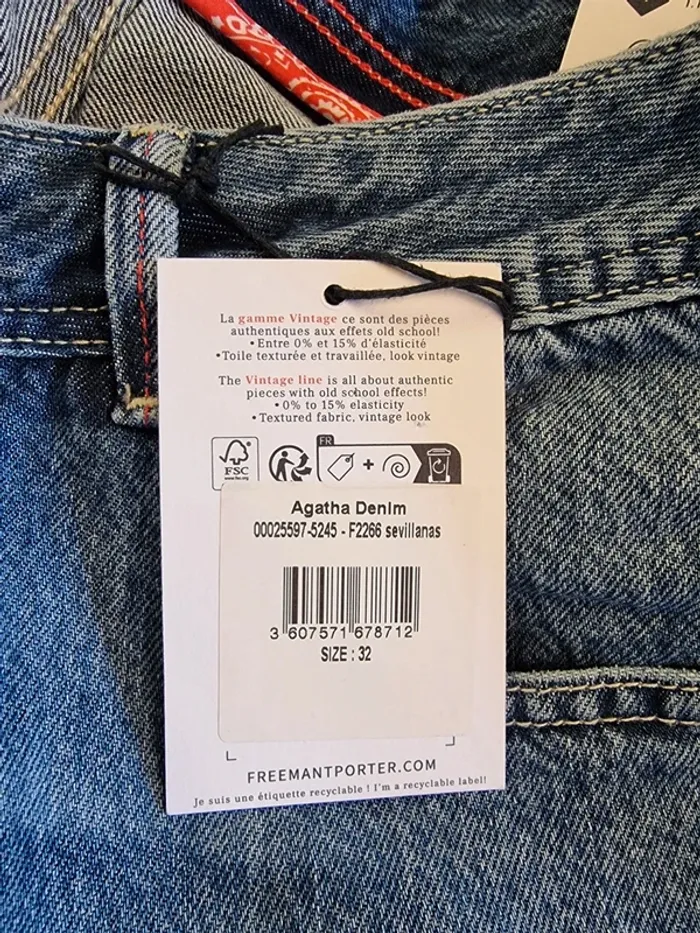 La gamme Vintage ce sont des pièces
authentiques aux effets old school!
• Entre 0% et 15% d'élasticité
•Toile texturée et travaillée, look vintage
The Vintage line is all about authentic
pieces with old school effects!
• 0% to 15% elasticity
• Textured fabric, vintage look
FR
FSC
www.fsc.org
Agatha Denim
00025597-5245 - F2266 sevillanas
3 607571 678712
SIZE : 32
FREEMANTPORTER.COM
Je suis une étiquette recyclable ! I'm a recyclable label!